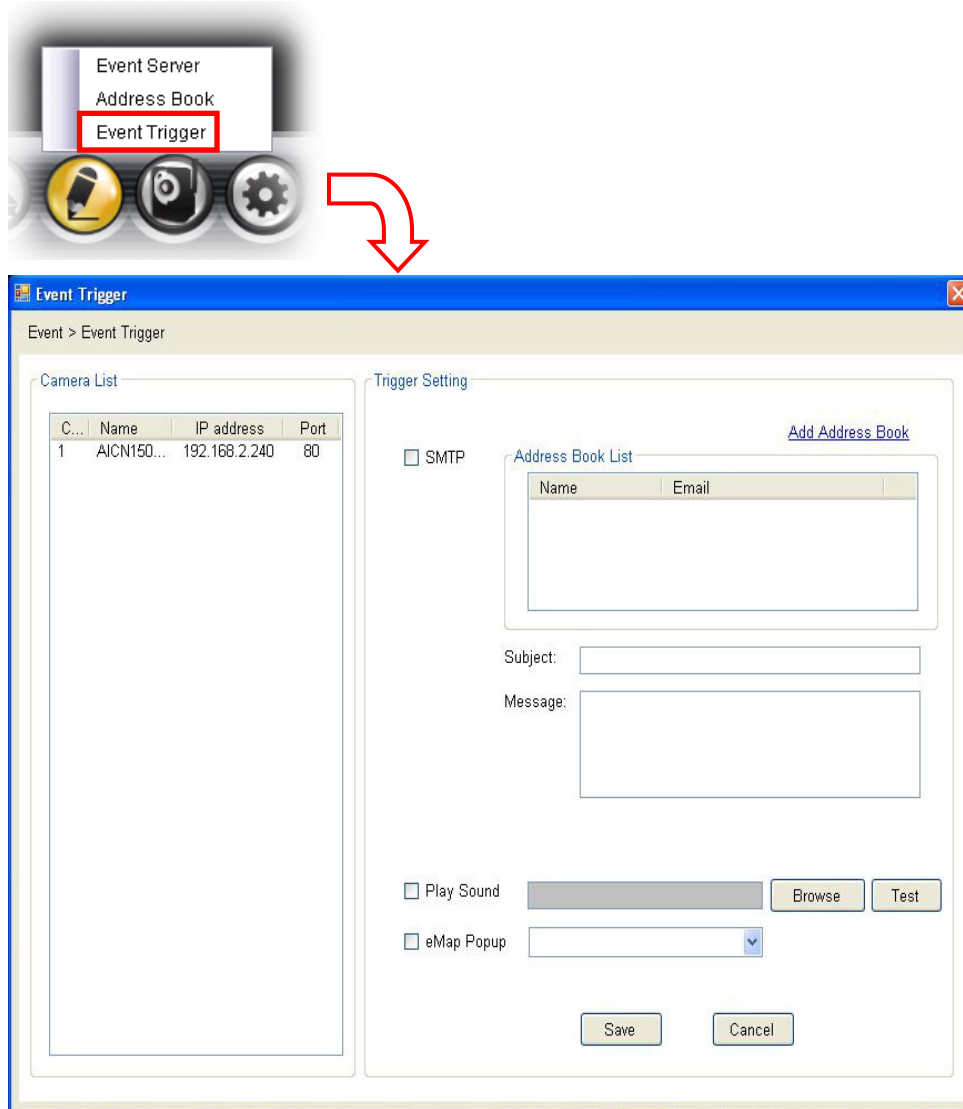 Event Server
Address Book
Event Trigger
Event Trigger
Event > Event Trigger
Camera List
C... Name IP address Port
1 AICN150... 192.168.2.240 80
Trigger Setting
Add Address Book
SMTP
Address Book List
Name Email
Subject:
Message:
Play Sound
Browse Test
eMap Popup
Save Cancel